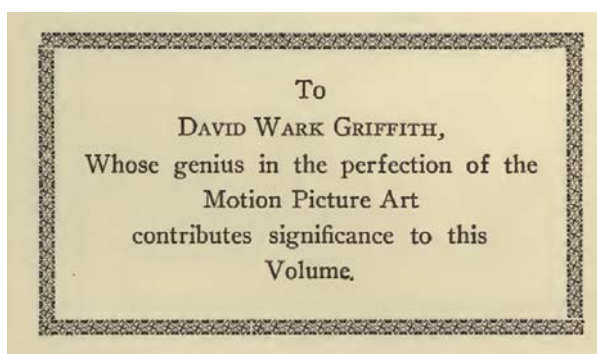 To
David Wark Griffith,
Whose genius in the perfection of the
Motion Picture Art
contributes significance to this
Volume.